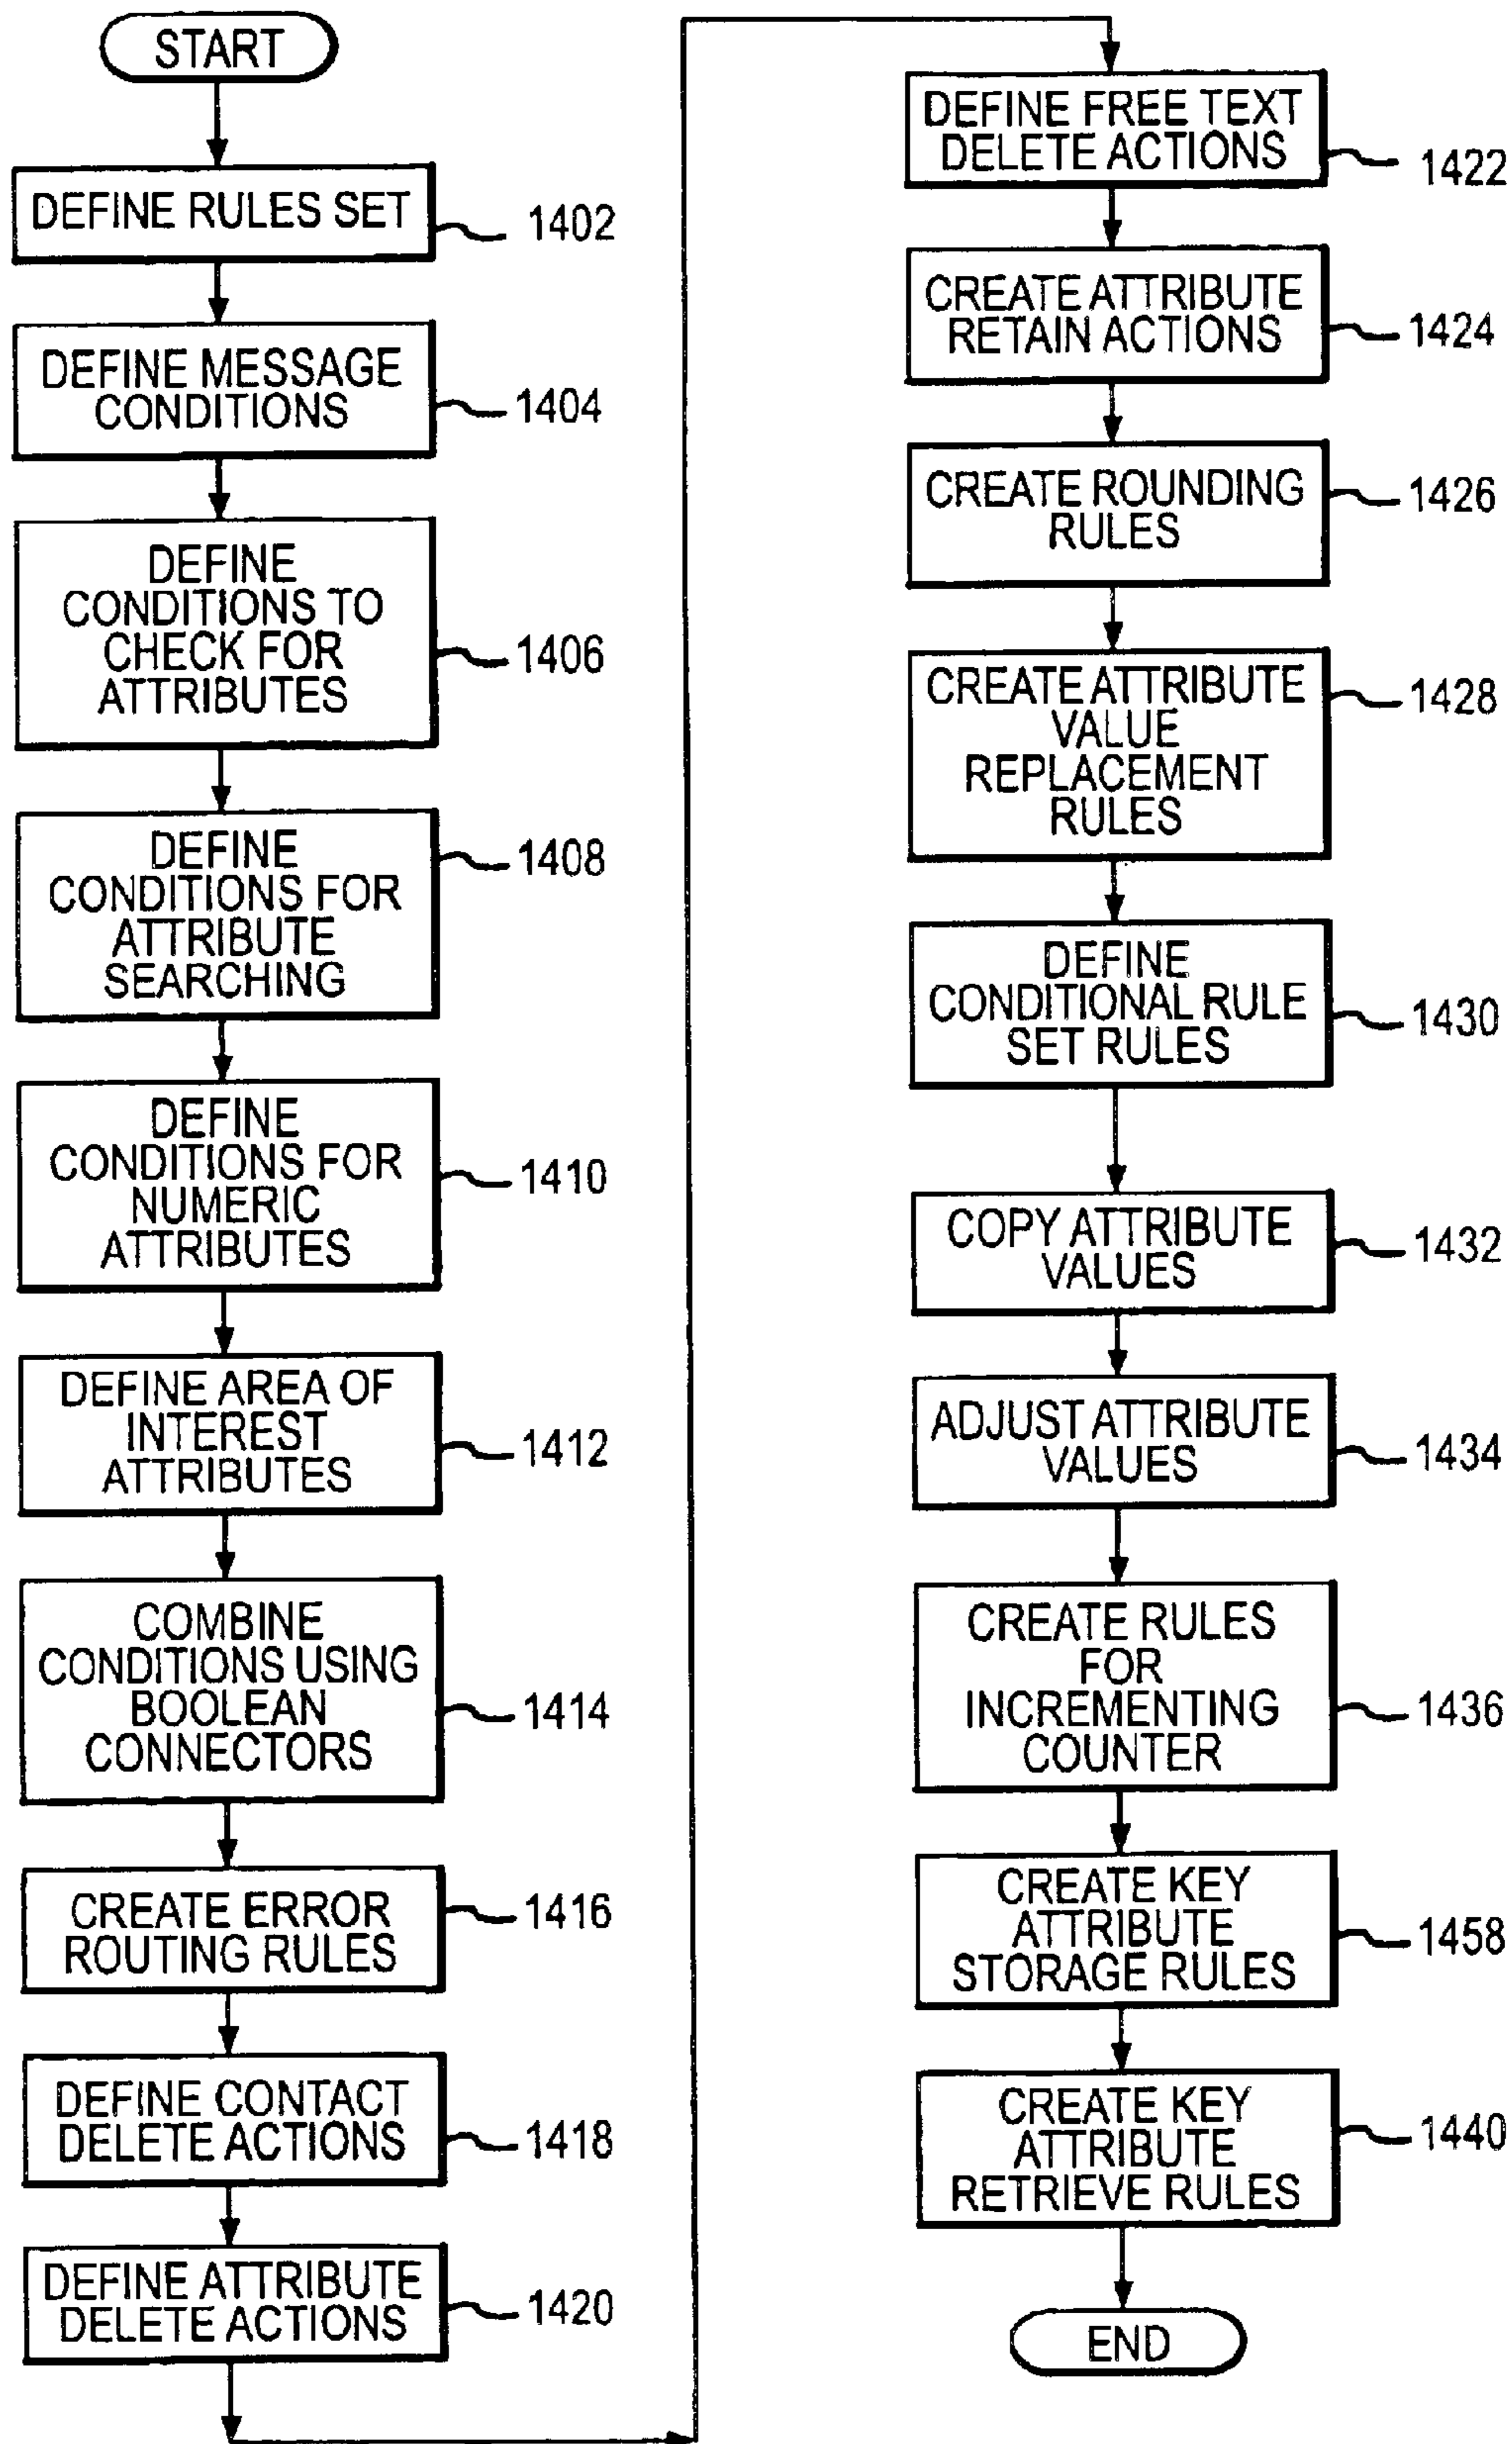 START
DEFINE RULES SET
1402
DEFINE MESSAGE
CONDITIONS
1404
DEFINE
CONDITIONS TO
CHECK FOR
ATTRIBUTES
1406
DEFINE
CONDITIONS FOR
ATTRIBUTE
SEARCHING
1408
DEFINE
CONDITIONS FOR
NUMERIC
ATTRIBUTES
1410
DEFINE AREA OF
INTEREST
ATTRIBUTES
1412
COMBINE
CONDITIONS USING
BOOLEAN
CONNECTORS
1414
CREATE ERROR
ROUTING RULES
1416
DEFINE CONTACT
DELETE ACTIONS
1418
DEFINE ATTRIBUTE
DELETE ACTIONS
1420
DEFINE FREE TEXT
DELETE ACTIONS
1422
CREATE ATTRIBUTE
RETAIN ACTIONS
1424
CREATE ROUNDING
RULES
1426
CREATE ATTRIBUTE
VALUE
REPLACEMENT
RULES
1428
DEFINE
CONDITIONAL RULE
SET RULES
1430
COPY ATTRIBUTE
VALUES
1432
ADJUST ATTRIBUTE
VALUES
1434
CREATE RULES
FOR
INCREMENTING
COUNTER
1436
CREATE KEY
ATTRIBUTE
STORAGE RULES
1458
CREATE KEY
ATTRIBUTE
RETRIEVE RULES
1440
END